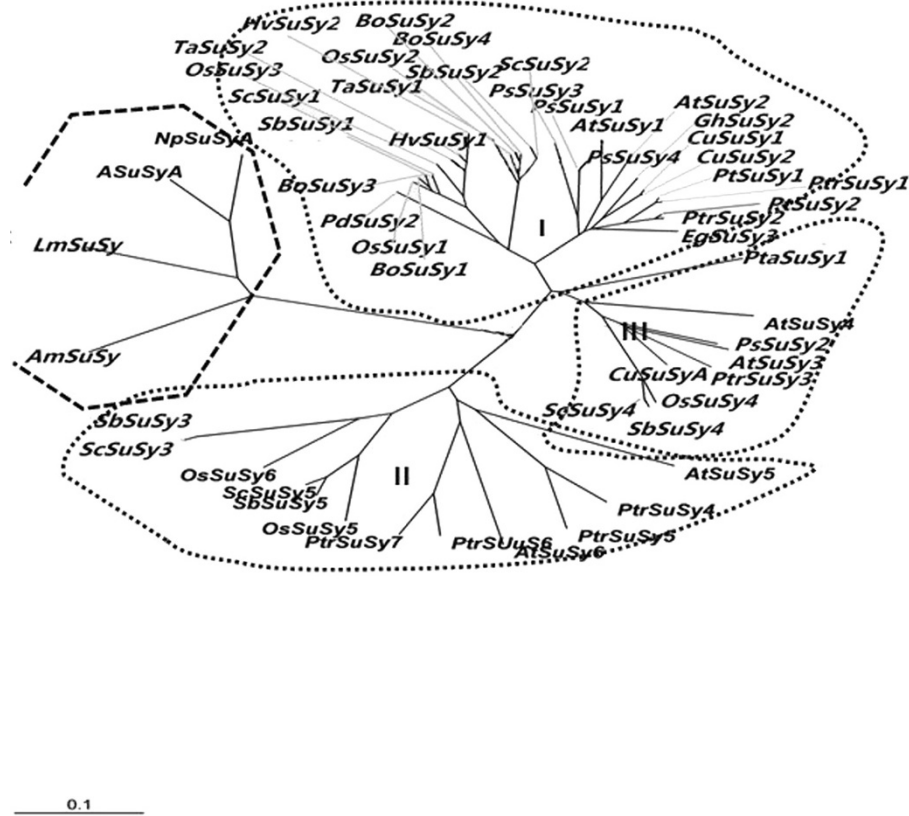 HvSuSy2
BoSuSy2
BoSuSy4
TaSuSy2
OsSuSy2
OsSuSy3
SbSuSy2
ScSuSy2
TaSuSy1
PsSuSy3
ScSuSy1
PsSuSy1
AtSuSy2
GhSuSy2
SbSuSy1
AtSuSy1
CuSuSy1
NpSuSyA
HvSuSy1
PsSuSy4
CuSuSy2
ASuSyA
PtSuSy1
PtrSuSy1
BoSuSy3
PtSuSy2
PdSuSy2
PtrSuSy2
I
EgSuSy3
LmSuSy
OsSuSy1
PtaSuSy1
BoSuSy1
AtSuSy4
III
PsSuSy2
AmSuSy
AtSuSy3
CuSuSyA
PtrSuSy3
OsSuSy4
ScSuSy4
SbSuSy3
SbSuSy4
ScSuSy3
OsSuSy6
II
AtSuSy5
ScSuSy5
SbSuSy5
PtrSuSy4
OsSuSy5
PtrSuSy7
PtrSUuS6
PtrSuSy5
AtSuSy6
0.1